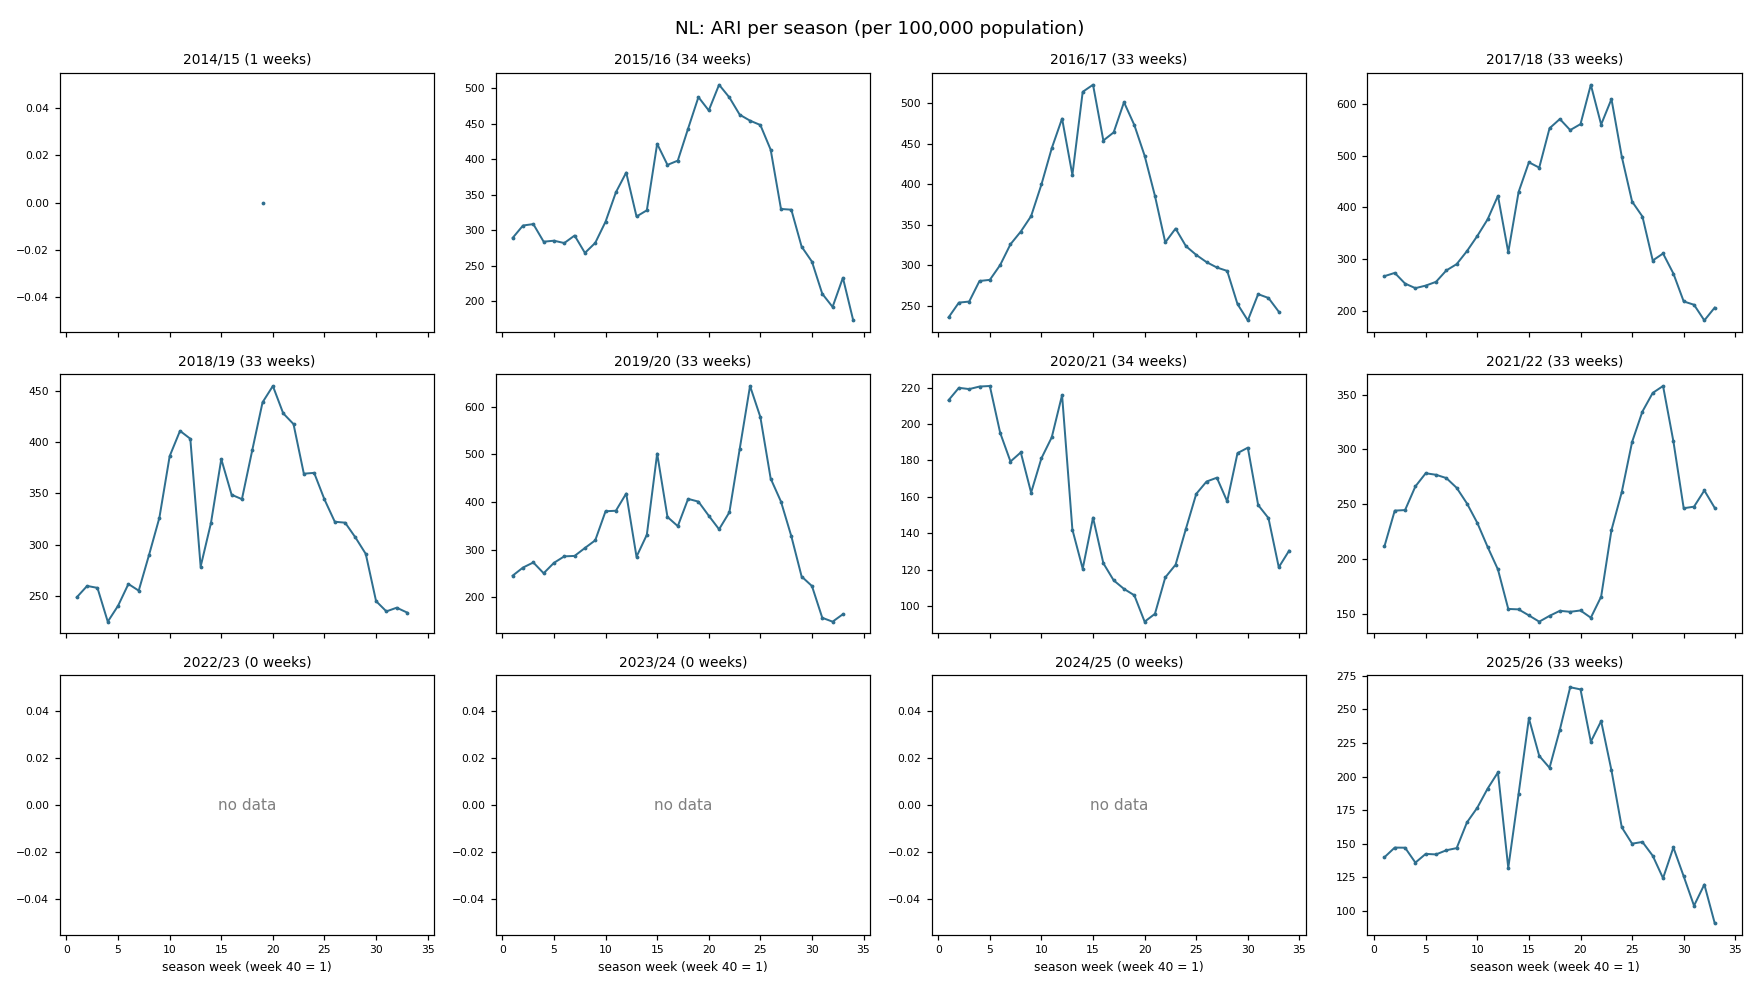 NL: ARI per season (per 100,000 population)
2014/15 (1 weeks)
2015/16 (34 weeks)
2016/17 (33 weeks)
2017/18 (33 weeks)
0.04
0.02
0.00
−0.02
−0.04
500
450
400
350
300
250
200
500
450
400
350
300
250
600
500
400
300
200
2018/19 (33 weeks)
2019/20 (33 weeks)
2020/21 (34 weeks)
2021/22 (33 weeks)
450
400
350
300
250
600
500
400
300
200
220
200
180
160
140
120
100
350
300
250
200
150
2022/23 (0 weeks)
2023/24 (0 weeks)
2024/25 (0 weeks)
2025/26 (33 weeks)
0.04
0.02
0.00
−0.02
−0.04
no data
0 5 10 15 20 25 30 35
season week (week 40 = 1)
0.04
0.02
0.00
−0.02
−0.04
no data
0 5 10 15 20 25 30 35
season week (week 40 = 1)
0.04
0.02
0.00
−0.02
−0.04
no data
0 5 10 15 20 25 30 35
season week (week 40 = 1)
275
250
225
200
175
150
125
100
0 5 10 15 20 25 30 35
season week (week 40 = 1)